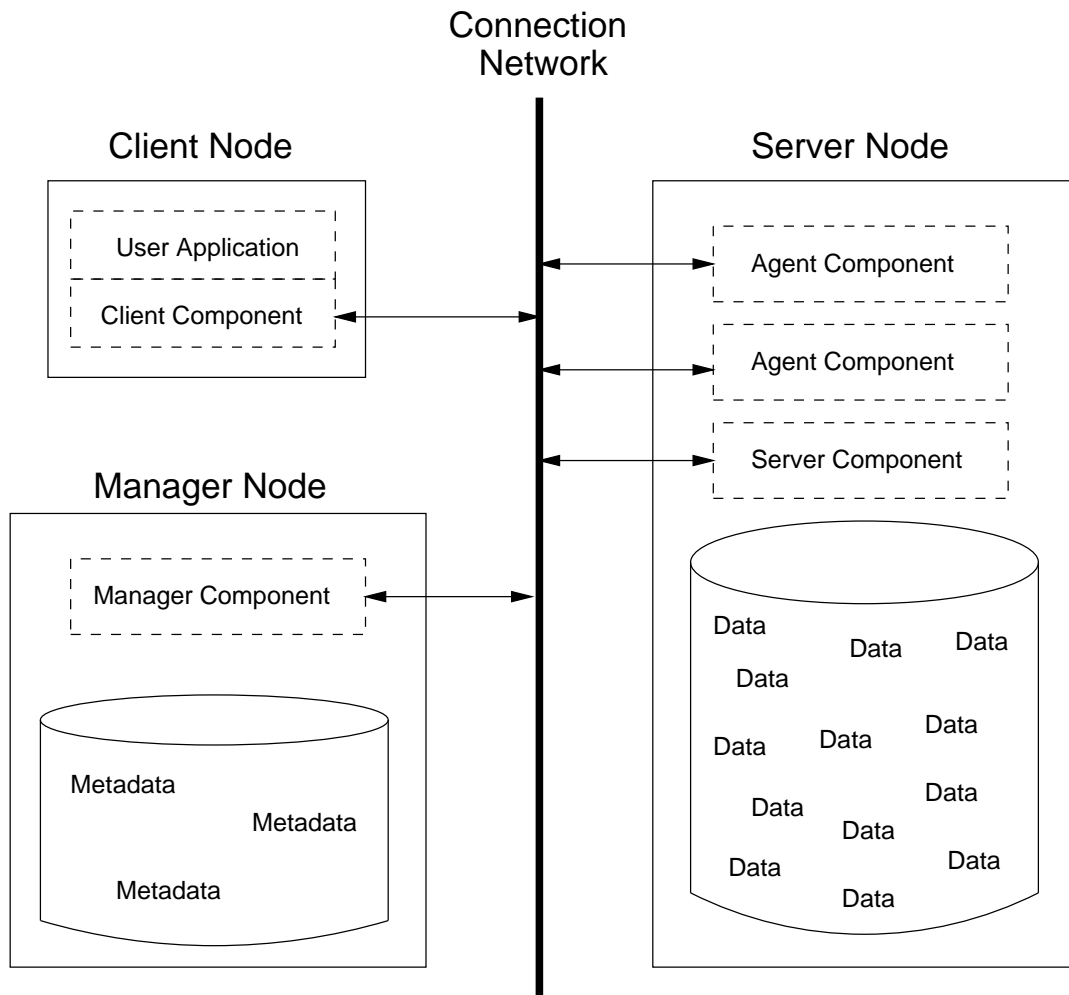 Connection
Network
Client Node
User Application
Client Component
Manager Node
Manager Component
Metadata
Metadata
Metadata
Server Node
Agent Component
Agent Component
Server Component
Data
Data
Data
Data
Data
Data
Data
Data
Data
Data
Data
Data
Data